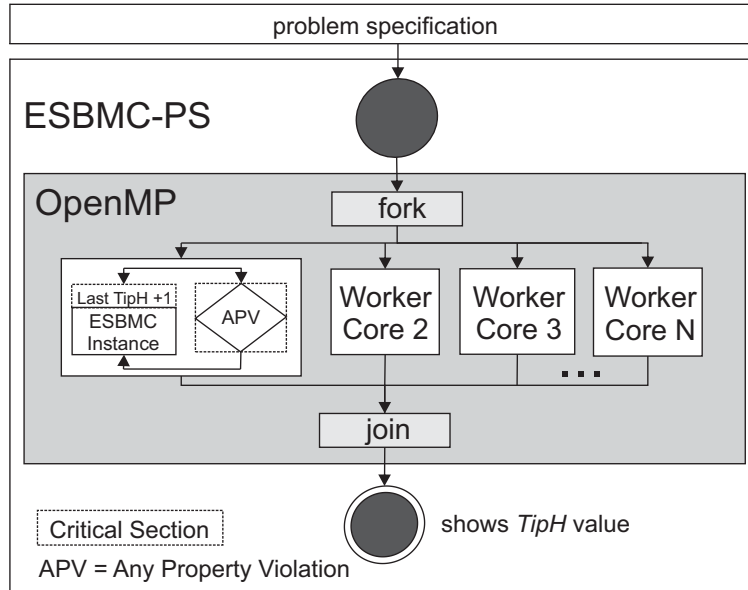 problem specification
ESBMC-PS
OpenMP
fork
Last TipH +1
ESBMC
Instance
APV
Worker
Core 2
Worker
Core 3
Worker
Core N
...
join
shows TipH value
Critical Section
APV = Any Property Violation